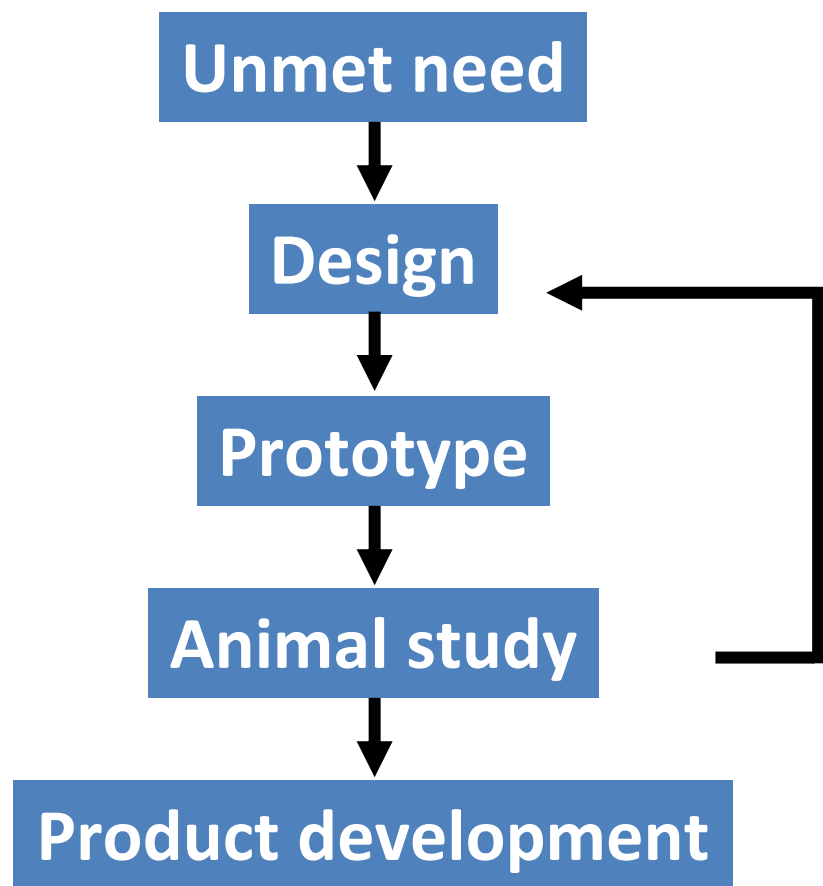 Unmet need
Design
Prototype
Animal study
Product development